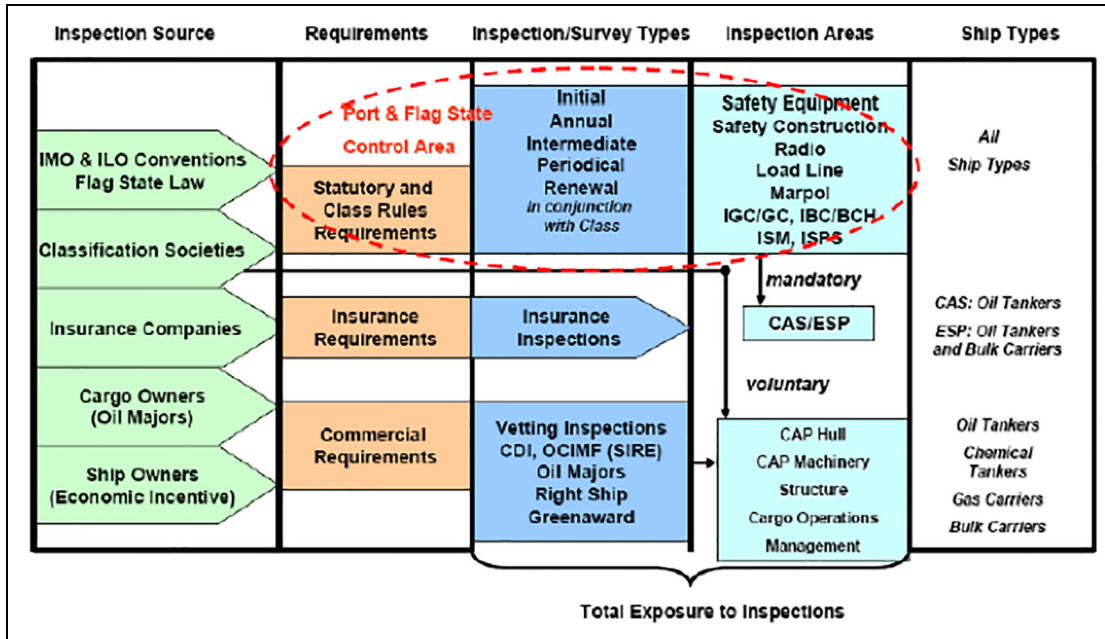 Inspection Source
Requirements
Inspection/Survey Types
Inspection Areas
Ship Types
IMO & ILO Conventions
Flag State Law
Classification Societies
Insurance Companies
Cargo Owners
(Oil Majors)
Ship Owners
(Economic Incentive)
Port & Flag State
Control Area
Statutory and
Class Rules
Requirements
Insurance
Requirements
Commercial
Requirements
Initial
Annual
Intermediate
Periodical
Renewal
in conjunction
with Class
Insurance
Inspections
Vetting Inspections
CDI, OCIMF (SIRE)
Oil Majors
Right Ship
Greenaward
Safety Equipment
Safety Construction
Radio
Load Line
Marpol
IGC/GC, IBC/BCH
ISM, ISPS
mandatory
CAS/ESP
voluntary
CAP Hull
CAP Machinery
Structure
Cargo Operations
Management
All
Ship Types
CAS: Oil Tankers
ESP: Oil Tankers
and Bulk Carriers
Oil Tankers
Chemical
Tankers
Gas Carriers
Bulk Carriers
Total Exposure to Inspections